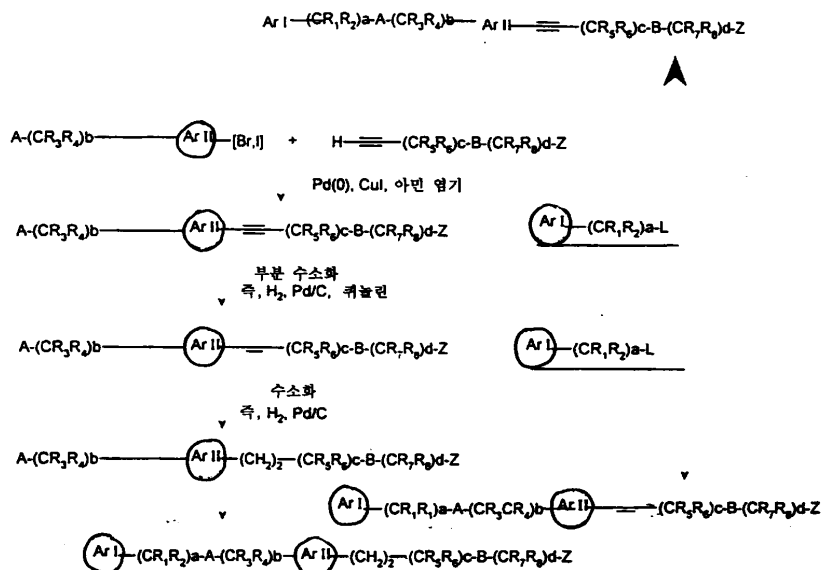 Ar I—(CR₁R₂)a-A-(CR₃R₄)b—Ar II—≡—(CR₅R₆)c-B-(CR₇R₈)d-Z
A-(CR₃R₄)b—Ar II—[Br,I] + H—≡—(CR₅R₆)c-B-(CR₇R₈)d-Z
Pd(0), CuI, 아민 염기
A-(CR₃R₄)b—Ar II—≡—(CR₅R₆)c-B-(CR₇R₈)d-Z Ar I—(CR₁R₂)a-L
부분 수소화
즉, H₂, Pd/C, 퀴놀린
A-(CR₃R₄)b—Ar II—=—(CR₅R₆)c-B-(CR₇R₈)d-Z Ar I—(CR₁R₂)a-L
수소화
즉, H₂, Pd/C
A-(CR₃R₄)b—Ar II—(CH₂)₂—(CR₅R₆)c-B-(CR₇R₈)d-Z
Ar I—(CR₁R₁)a-A-(CR₃CR₄)b—Ar II—=—(CR₅R₆)c-B-(CR₇R₈)d-Z
Ar I—(CR₁R₂)a-A-(CR₃R₄)b—Ar II—(CH₂)₂—(CR₅R₆)c-B-(CR₇R₈)d-Z